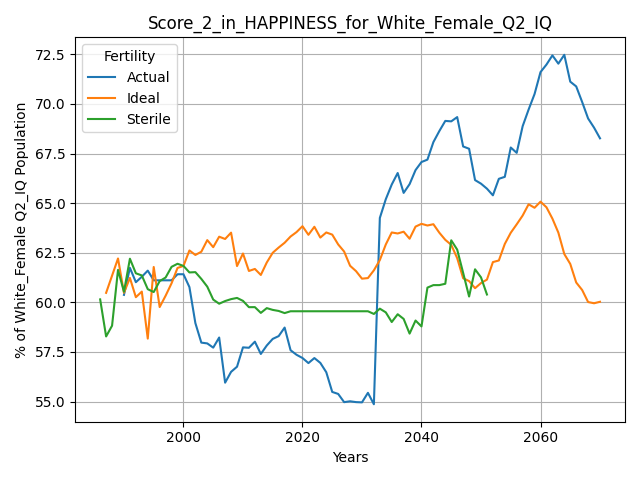 Score_2_in_HAPPINESS_for_White_Female_Q2_IQ
Fertility
Actual
Ideal
Sterile
72.5
70.0
67.5
65.0
62.5
60.0
57.5
55.0
% of White_Female Q2_IQ Population
2000
2020
2040
2060
Years